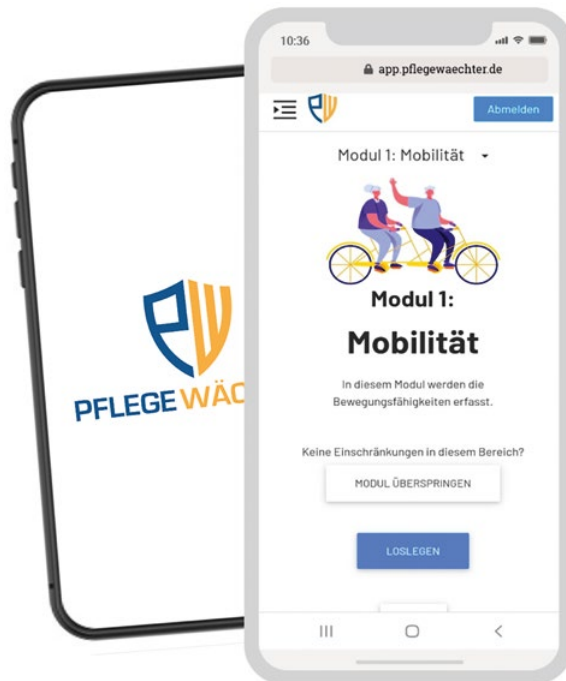 PFLEGE WÄC
10:36
app.pflegewaechter.de
PW
Abmelden
Modul 1: Mobilität
Modul 1:
Mobilität
In diesem Modul werden die
Bewegungsfähigkeiten erfasst.
Keine Einschränkungen in diesem Bereich?
MODUL ÜBERSPRINGEN
LOSLEGEN